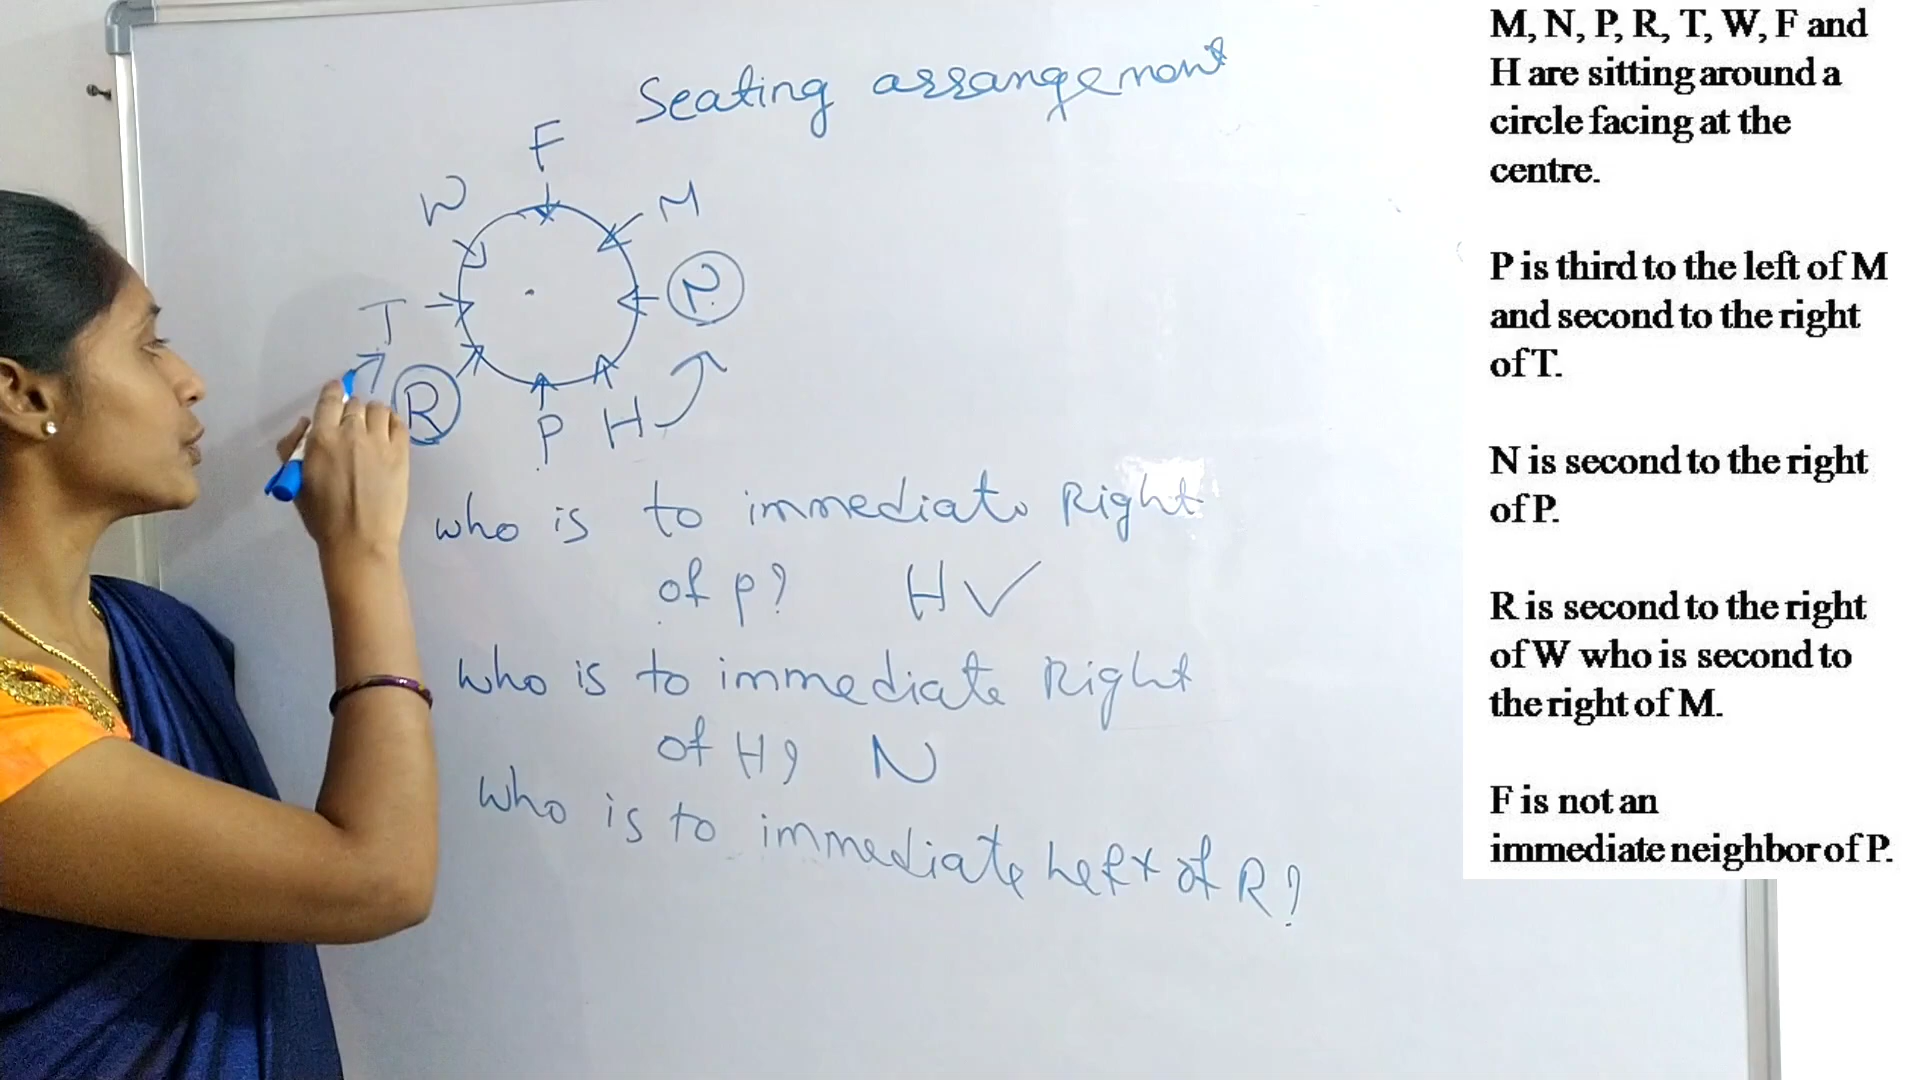 Seating arrangement
F
W
M
N
T
R
P
H
who is to immediate Right
of P? H
who is to immediate Right
of H? N
who is to immediate Left of R?
M, N, P, R, T, W, F and
H are sitting around a
circle facing at the
centre.
P is third to the left of M
and second to the right
of T.
N is second to the right
of P.
R is second to the right
of W who is second to
the right of M.
F is not an
immediate neighbor of P.